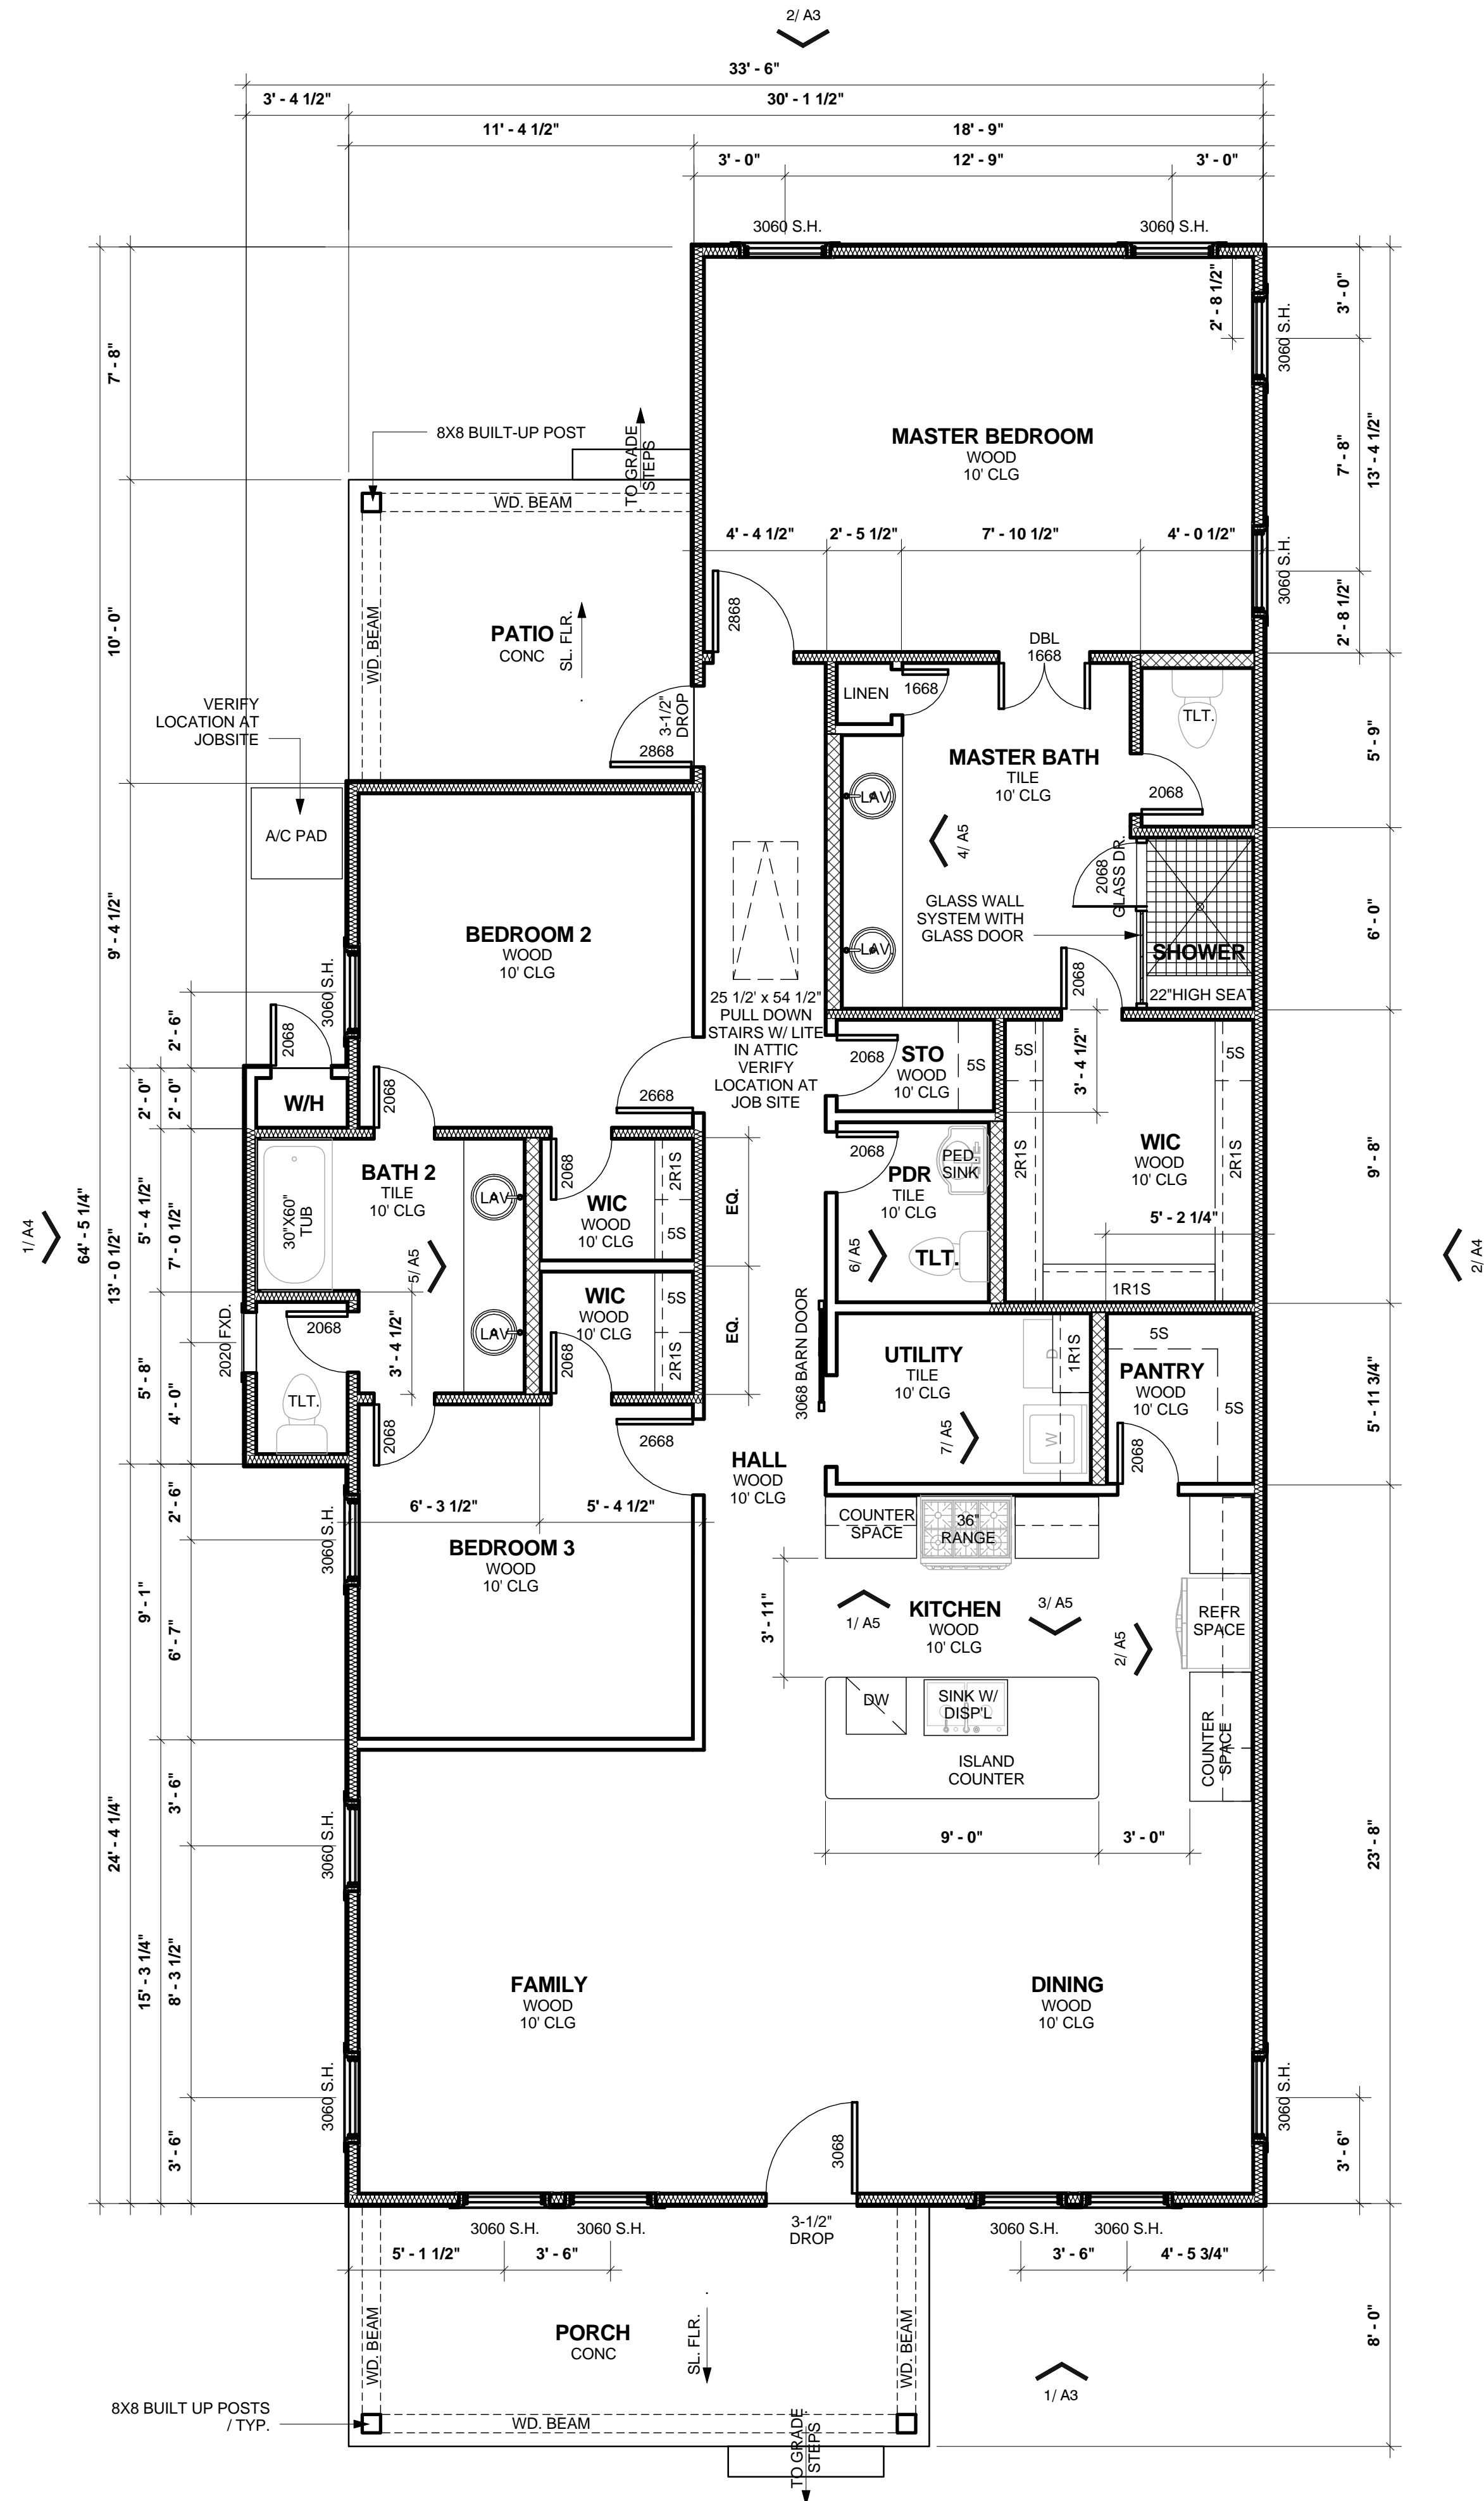 2/ A3
33' - 6"
3' - 4 1/2"
30' - 1 1/2"
11' - 4 1/2"
18' - 9"
3' - 0"
12' - 9"
3' - 0"
3060 S.H.
3060 S.H.
2' - 8 1/2"
3' - 0"
3060 S.H.
7' - 8"
8X8 BUILT-UP POST
TO GRADE
STEPS
WD. BEAM
MASTER BEDROOM
WOOD
10' CLG
7' - 8"
13' - 4 1/2"
4' - 4 1/2"
2' - 5 1/2"
7' - 10 1/2"
4' - 0 1/2"
3060 S.H.
2' - 8 1/2"
10' - 0"
WD. BEAM
PATIO
CONC
SL. FLR.
2868
DBL
1668
LINEN
1668
TLT.
VERIFY
LOCATION AT
JOBSITE
3-1/2"
DROP
2868
MASTER BATH
TILE
10' CLG
5' - 9"
2068
LAV.
A/C PAD
4/ A5
2068
GLASS DR.
9' - 4 1/2"
BEDROOM 2
WOOD
10' CLG
GLASS WALL
SYSTEM WITH
GLASS DOOR
LAV.
SHOWER
22"HIGH SEAT
6' - 0"
3060 S.H.
2' - 6"
2068
25 1/2' x 54 1/2"
PULL DOWN
STAIRS W/ LITE
IN ATTIC
VERIFY
LOCATION AT
JOB SITE
2068
2068
STO
WOOD
10' CLG
5S
5S
3' - 4 1/2"
5S
2' - 0"
2' - 0"
W/H
2068
2668
64' - 5 1/4"
13' - 0 1/2"
5' - 4 1/2"
7' - 0 1/2"
1/ A4
30"X60"
TUB
BATH 2
TILE
10' CLG
LAV.
2068
WIC
WOOD
10' CLG
2R1S
5S
EQ.
2068
PED.
SINK
PDR
TILE
10' CLG
2R1S
WIC
WOOD
10' CLG
2R1S
9' - 8"
5' - 2 1/4"
2/ A4
5/ A5
6/ A5
TLT.
1R1S
2020 FXD.
2068
3' - 4 1/2"
LAV.
WIC
WOOD
10' CLG
5S
2R1S
2068
EQ.
3068 BARN DOOR
UTILITY
TILE
10' CLG
D
1R1S
5S
PANTRY
WOOD
10' CLG
5S
5' - 11 3/4"
5' - 8"
4' - 0"
TLT.
2068
2668
7/ A5
W
2068
HALL
WOOD
10' CLG
2' - 6"
3060 S.H.
6' - 3 1/2"
5' - 4 1/2"
BEDROOM 3
WOOD
10' CLG
COUNTER
SPACE
36"
RANGE
9' - 1"
6' - 7"
3' - 11"
1/ A5
KITCHEN
WOOD
10' CLG
3/ A5
2/ A5
REFR
SPACE
DW
SINK W/
DISP'L
ISLAND
COUNTER
COUNTER
SPACE
24' - 4 1/4"
3' - 6"
3060 S.H.
9' - 0"
3' - 0"
23' - 8"
15' - 3 1/4"
8' - 3 1/2"
FAMILY
WOOD
10' CLG
DINING
WOOD
10' CLG
3060 S.H.
3' - 6"
3068
3060 S.H.
3' - 6"
3060 S.H.
3060 S.H.
3-1/2"
DROP
3060 S.H.
3060 S.H.
5' - 1 1/2"
3' - 6"
3' - 6"
4' - 5 3/4"
WD. BEAM
PORCH
CONC
SL. FLR.
WD. BEAM
8' - 0"
1/ A3
8X8 BUILT UP POSTS
/ TYP.
WD. BEAM
TO GRADE
STEPS